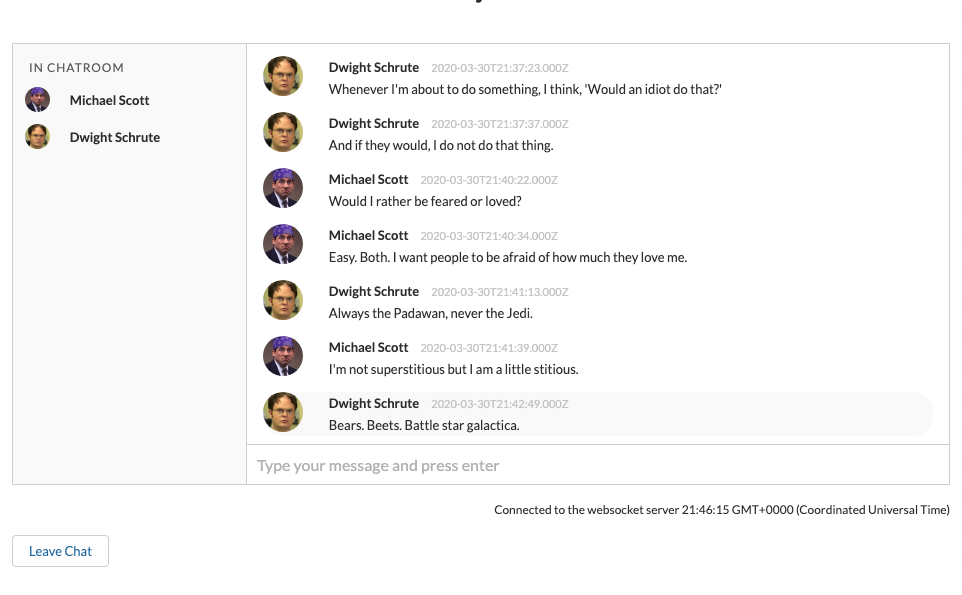 IN CHATROOM
Michael Scott
Dwight Schrute
Dwight Schrute 2020-03-30T21:37:23.000Z
Whenever I'm about to do something, I think, 'Would an idiot do that?'
Dwight Schrute 2020-03-30T21:37:37.000Z
And if they would, I do not do that thing.
Michael Scott 2020-03-30T21:40:22.000Z
Would I rather be feared or loved?
Michael Scott 2020-03-30T21:40:34.000Z
Easy. Both. I want people to be afraid of how much they love me.
Dwight Schrute 2020-03-30T21:41:13.000Z
Always the Padawan, never the Jedi.
Michael Scott 2020-03-30T21:41:39.000Z
I'm not superstitious but I am a little stitious.
Dwight Schrute 2020-03-30T21:42:49.000Z
Bears. Beets. Battle star galactica.
Type your message and press enter
Connected to the websocket server 21:46:15 GMT+0000 (Coordinated Universal Time)
Leave Chat